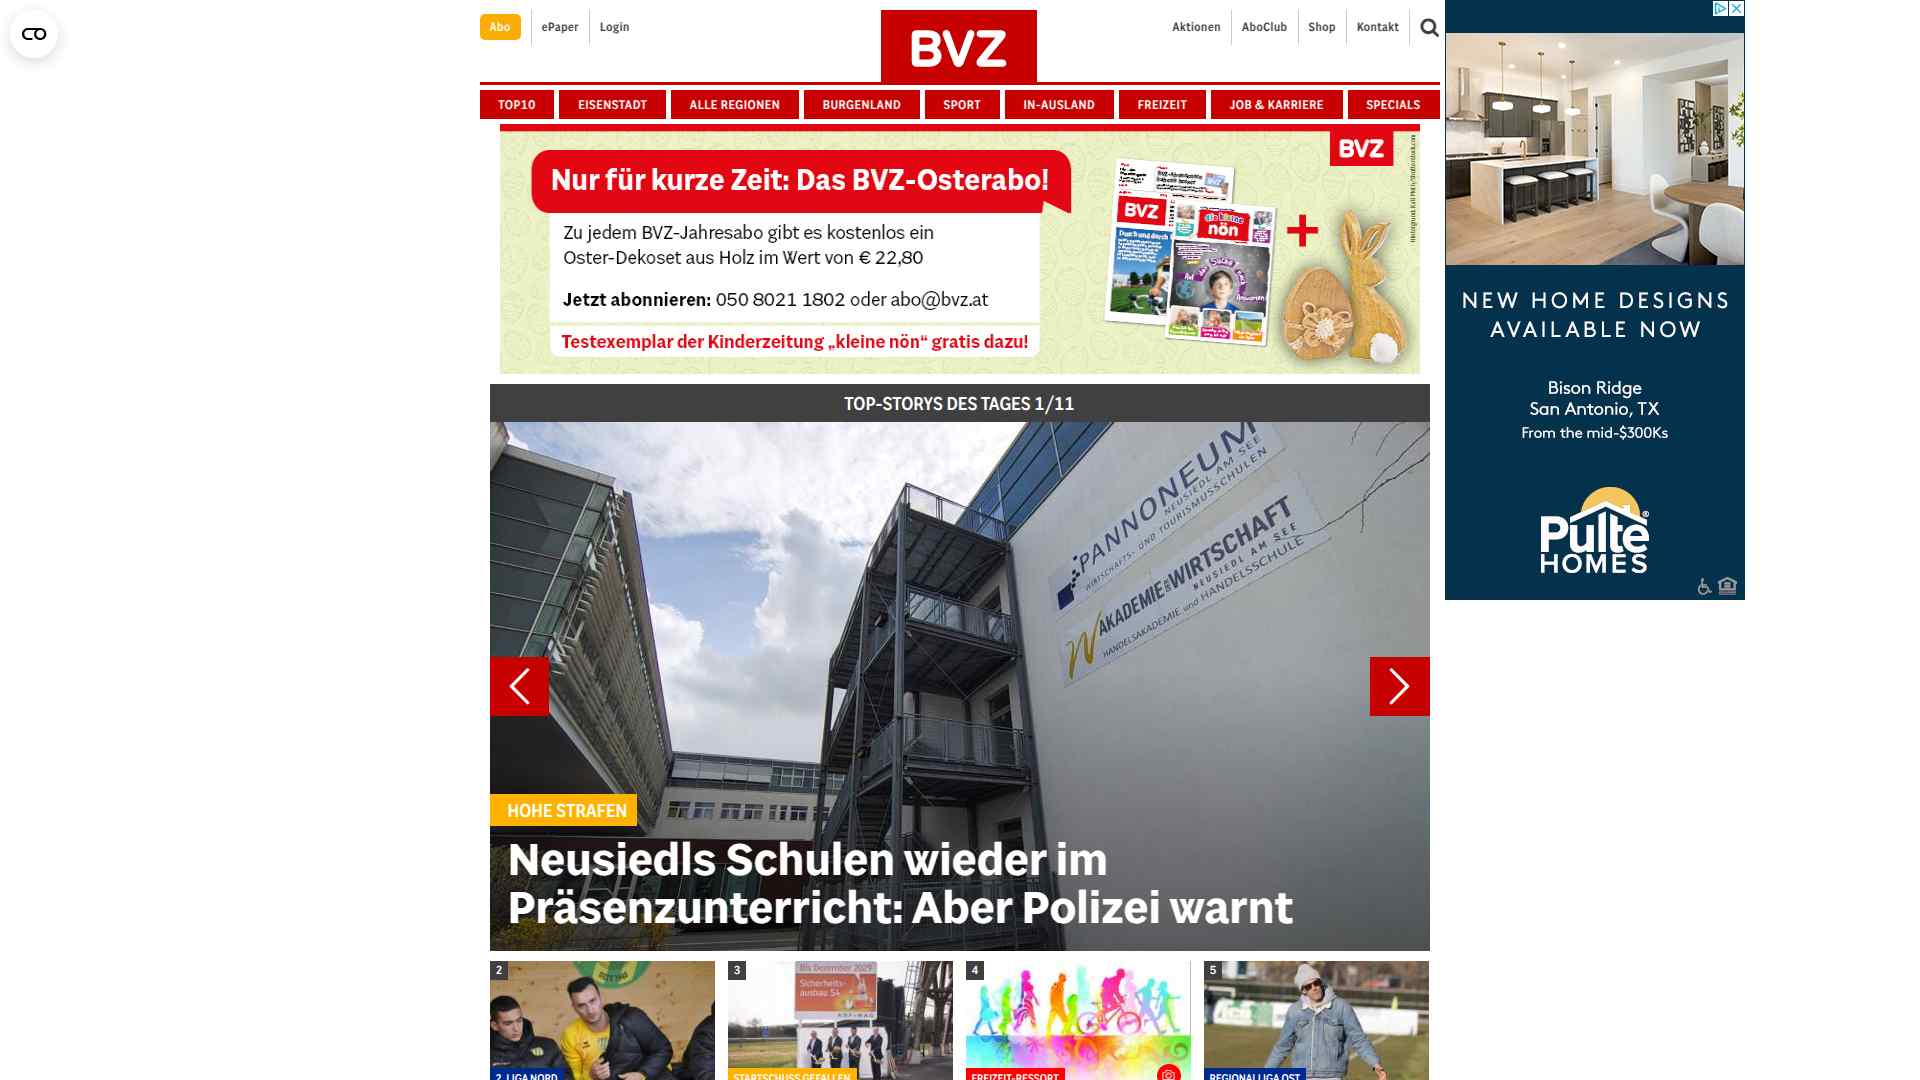 Abo
ePaper
Login
BVZ
Aktionen
AboClub
Shop
Kontakt
TOP10
EISENSTADT
ALLE REGIONEN
BURGENLAND
SPORT
IN-AUSLAND
FREIZEIT
JOB & KARRIERE
SPECIALS
BVZ
Nur für kurze Zeit: Das BVZ-Osterabo!
Zu jedem BVZ-Jahresabo gibt es kostenlos ein
Oster-Dekoset aus Holz im Wert von € 22,80
Jetzt abonnieren: 050 8021 1802 oder abo@bvz.at
Testexemplar der Kinderzeitung „kleine nön“ gratis dazu!
BVZ
die kleine
nön
+
NEW HOME DESIGNS
AVAILABLE NOW
Bison Ridge
San Antonio, TX
From the mid-$300Ks
Pulte®
HOMES
TOP-STORYS DES TAGES 1/11
PANNONEUM
NEUSIEDL AM SEE
WIRTSCHAFTS- UND TOURISMUSSCHULEN
AKADEMIE DER WIRTSCHAFT
NEUSIEDL AM SEE
HANDELSAKADEMIE und HANDELSSCHULE
HOHE STRAFEN
Neusiedls Schulen wieder im
Präsenzunterricht: Aber Polizei warnt
2
2. LIGA NORD
3
Bis Dezember 2029
Sicherheits-
ausbau S4
STARTSCHUSS GEFALLEN
4
FREIZEIT-RESSORT
5
REGIONALLIGA OST